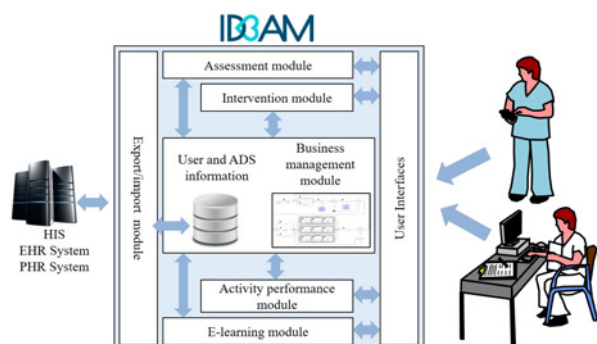 ID3AM
Assessment module
Intervention module
User and ADS
information
Business
management
module
Export/import module
User Interfaces
HIS
EHR System
PHR System
Activity performance
module
E-learning module